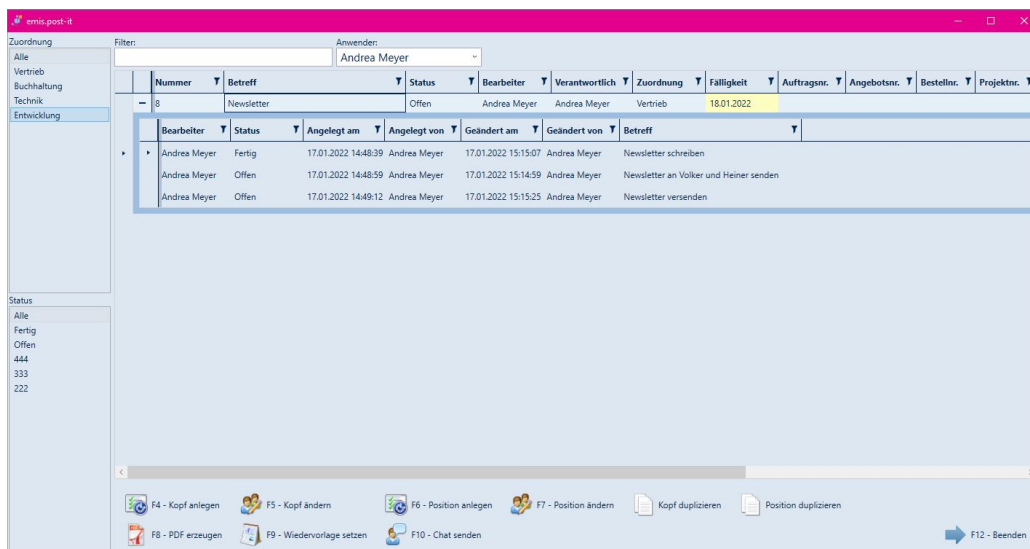 emis.post-it
Zuordnung
Alle
Vertrieb
Buchhaltung
Technik
Entwicklung
Filter:
Anwender:
Andrea Meyer
Nummer Betreff Status Bearbeiter Verantwortlich Zuordnung Fälligkeit Auftragsnr. Angebotsnr. Bestellnr. Projektnr.
8 Newsletter Offen Andrea Meyer Andrea Meyer Vertrieb 18.01.2022
Bearbeiter Status Angelegt am Angelegt von Geändert am Geändert von Betreff
Andrea Meyer Fertig 17.01.2022 14:48:39 Andrea Meyer 17.01.2022 15:15:07 Andrea Meyer Newsletter schreiben
Andrea Meyer Offen 17.01.2022 14:48:59 Andrea Meyer 17.01.2022 15:14:59 Andrea Meyer Newsletter an Volker und Heiner senden
Andrea Meyer Offen 17.01.2022 14:49:12 Andrea Meyer 17.01.2022 15:15:25 Andrea Meyer Newsletter versenden
Status
Alle
Fertig
Offen
444
333
222
F4 - Kopf anlegen F5 - Kopf ändern F6 - Position anlegen F7 - Position ändern Kopf duplizieren Position duplizieren
F8 - PDF erzeugen F9 - Wiedervorlage setzen F10 - Chat senden F12 - Beenden